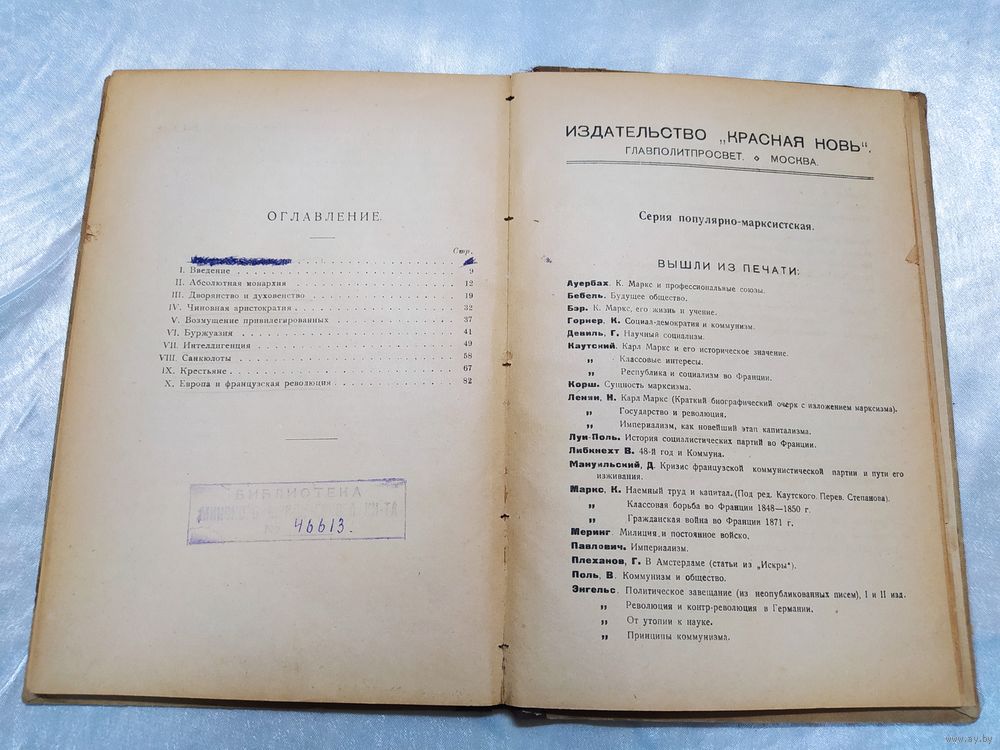 ОГЛАВЛЕНИЕ.
Стр.
I. Введение 9
II. Абсолютная монархия 12
III. Дворянство и духовенство 19
IV. Чиновная аристократия 32
V. Возмущение привилегированных 37
VI. Буржуазия 41
VII. Интеллигенция 49
VIII. Санкюлоты 58
IX. Крестьяне 67
X. Европа и французская революция 82
БИБЛИОТЕКА
46613.
ИЗДАТЕЛЬСТВО „КРАСНАЯ НОВЬ".
ГЛАВПОЛИТПРОСВЕТ. ◇ МОСКВА.
Серия популярно-марксистская.
ВЫШЛИ ИЗ ПЕЧАТИ:
Ауербах. К. Маркс и профессиональные союзы.
Бебель. Будущее общество.
Бэр. К. Маркс, его жизнь и учение.
Горнер, К. Социал-демократия и коммунизм.
Девиль, Г. Научный социализм.
Каутский. Карл Маркс и его историческое значение.
„ Классовые интересы.
„ Республика и социализм во Франции.
Корш. Сущность марксизма.
Ленин, Н. Карл Маркс (Краткий биографический очерк с изложением марксизма).
„ Государство и революция.
„ Империализм, как новейший этап капитализма.
Луи-Поль. История социалистических партий во Франции.
Либкнехт В. 48-й год и Коммуна.
Мануильский, Д. Кризис французской коммунистической партии и пути его
изживания.
Маркс, К. Наемный труд и капитал. (Под ред. Каутского. Перев. Степанова).
„ Классовая борьба во Франции 1848—1850 г.
„ Гражданская война во Франции 1871 г.
Меринг. Милиция, и постоянное войско.
Павлович. Империализм.
Плеханов, Г. В Амстердаме (статьи из „Искры").
Поль, В. Коммунизм и общество.
Энгельс. Политическое завещание (из неопубликованных писем), I и II изд.
„ Революция и контр-революция в Германии.
„ От утопии к науке.
„ Принципы коммунизма.
www.ay.by